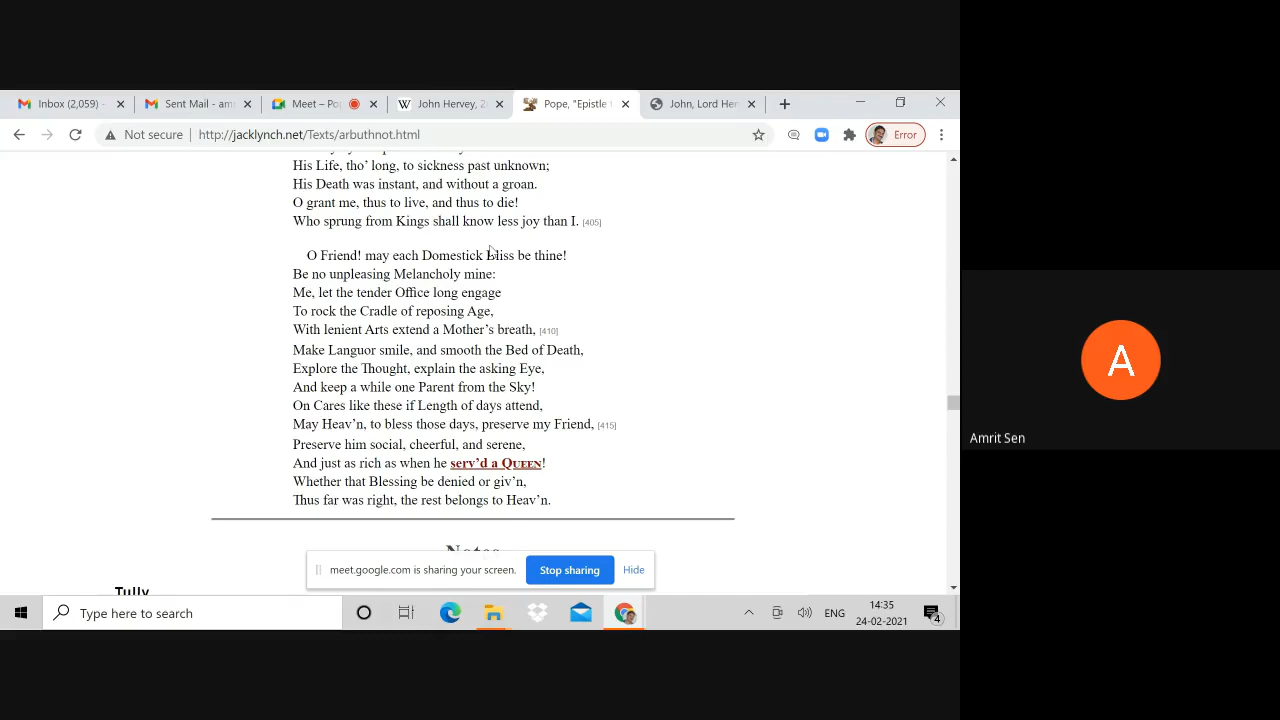 Inbox (2,059) -
Sent Mail - am
Meet – Po
John Hervey, 2
Pope, "Epistle t
John, Lord Her
Not secure
http://jacklynch.net/Texts/arbuthnot.html
Error
His Life, tho' long, to sickness past unknown;
His Death was instant, and without a groan.
O grant me, thus to live, and thus to die!
Who sprung from Kings shall know less joy than I. [405]
O Friend! may each Domestick Bliss be thine!
Be no unpleasing Melancholy mine:
Me, let the tender Office long engage
To rock the Cradle of reposing Age,
With lenient Arts extend a Mother's breath, [410]
Make Languor smile, and smooth the Bed of Death,
Explore the Thought, explain the asking Eye,
And keep a while one Parent from the Sky!
On Cares like these if Length of days attend,
May Heav'n, to bless those days, preserve my Friend, [415]
Preserve him social, cheerful, and serene,
And just as rich as when he serv'd a QUEEN!
Whether that Blessing be denied or giv'n,
Thus far was right, the rest belongs to Heav'n.
Notes
Tully
meet.google.com is sharing your screen.
Stop sharing
Hide
Type here to search
ENG
14:35
24-02-2021
4
A
Amrit Sen